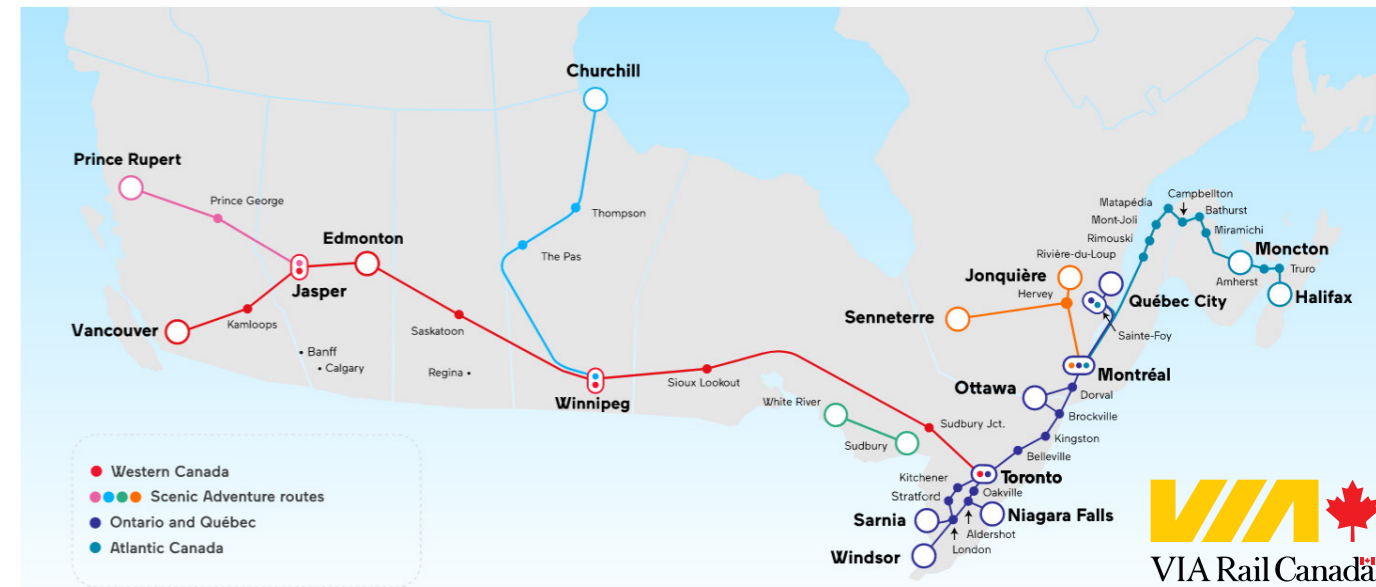 Churchill
Prince Rupert
Prince George
Thompson
Edmonton
The Pas
Jasper
Vancouver
Kamloops
Saskatoon
• Banff
• Calgary
Regina •
Winnipeg
Sioux Lookout
White River
Sudbury
Sudbury Jct.
Campbellton
Matapédia
Bathurst
Mont-Joli
Miramichi
Rimouski
Moncton
Rivière-du-Loup
Jonquière
Amherst
Truro
Hervey
Québec City
Halifax
Senneterre
Sainte-Foy
Montréal
Ottawa
Dorval
Brockville
Kingston
Belleville
Kitchener
Toronto
Stratford
Oakville
Sarnia
Niagara Falls
Aldershot
London
Windsor
Western Canada
Scenic Adventure routes
Ontario and Québec
Atlantic Canada
VIA
VIA Rail Canada